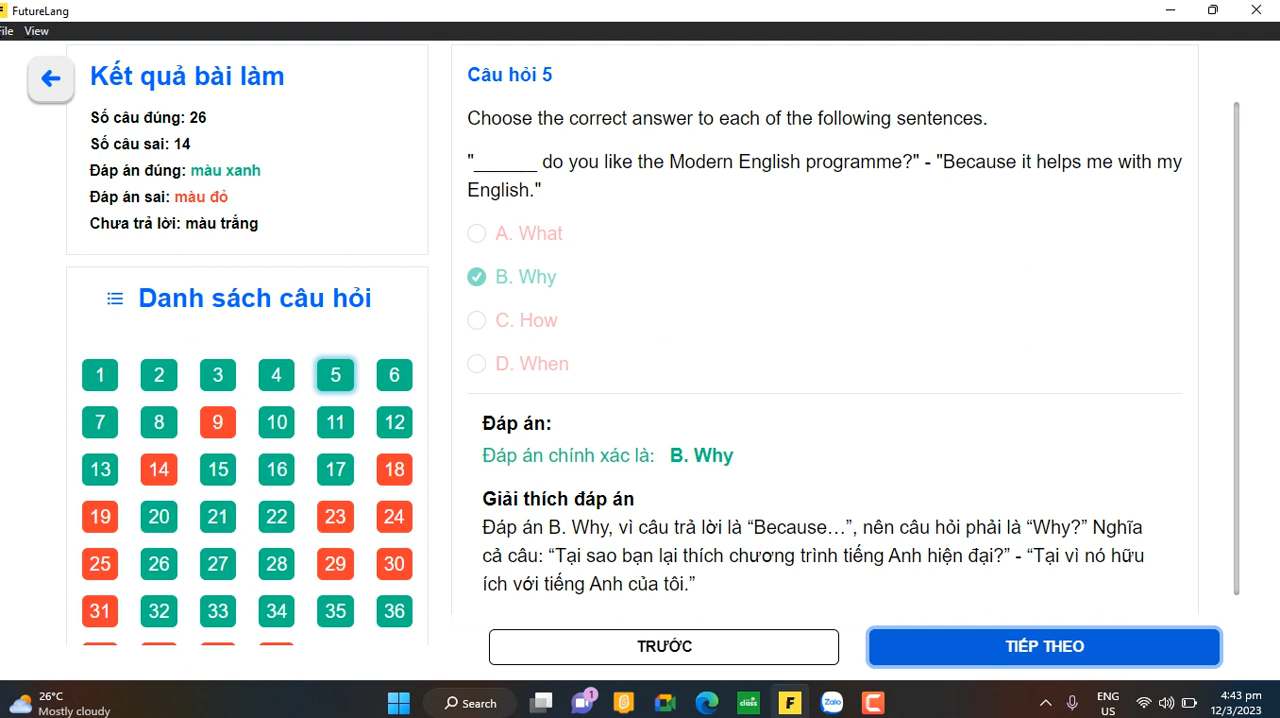 FutureLang
File View
Kết quả bài làm
Số câu đúng: 26
Số câu sai: 14
Đáp án đúng: màu xanh
Đáp án sai: màu đỏ
Chưa trả lời: màu trắng
Danh sách câu hỏi
1 2 3 4 5 6
7 8 9 10 11 12
13 14 15 16 17 18
19 20 21 22 23 24
25 26 27 28 29 30
31 32 33 34 35 36
Câu hỏi 5
Choose the correct answer to each of the following sentences.
"______ do you like the Modern English programme?" - "Because it helps me with my
English."
A. What
B. Why
C. How
D. When
Đáp án:
Đáp án chính xác là: B. Why
Giải thích đáp án
Đáp án B. Why, vì câu trả lời là “Because…”, nên câu hỏi phải là “Why?” Nghĩa
cả câu: “Tại sao bạn lại thích chương trình tiếng Anh hiện đại?” - “Tại vì nó hữu
ích với tiếng Anh của tôi.”
TRƯỚC
TIẾP THEO
26°C
Mostly cloudy
Search
1
class
F
Zalo
ENG
US
4:43 pm
12/3/2023